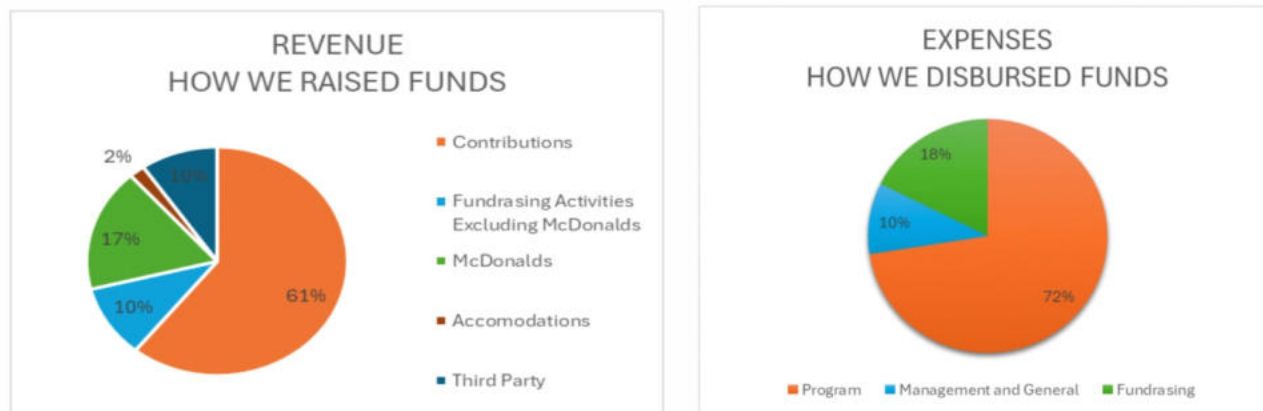 REVENUE
HOW WE RAISED FUNDS
2%
10%
17%
10%
61%
Contributions
Fundrasing Activities
Excluding McDonalds
McDonalds
Accomodations
Third Party
EXPENSES
HOW WE DISBURSED FUNDS
18%
10%
72%
Program
Management and General
Fundrasing